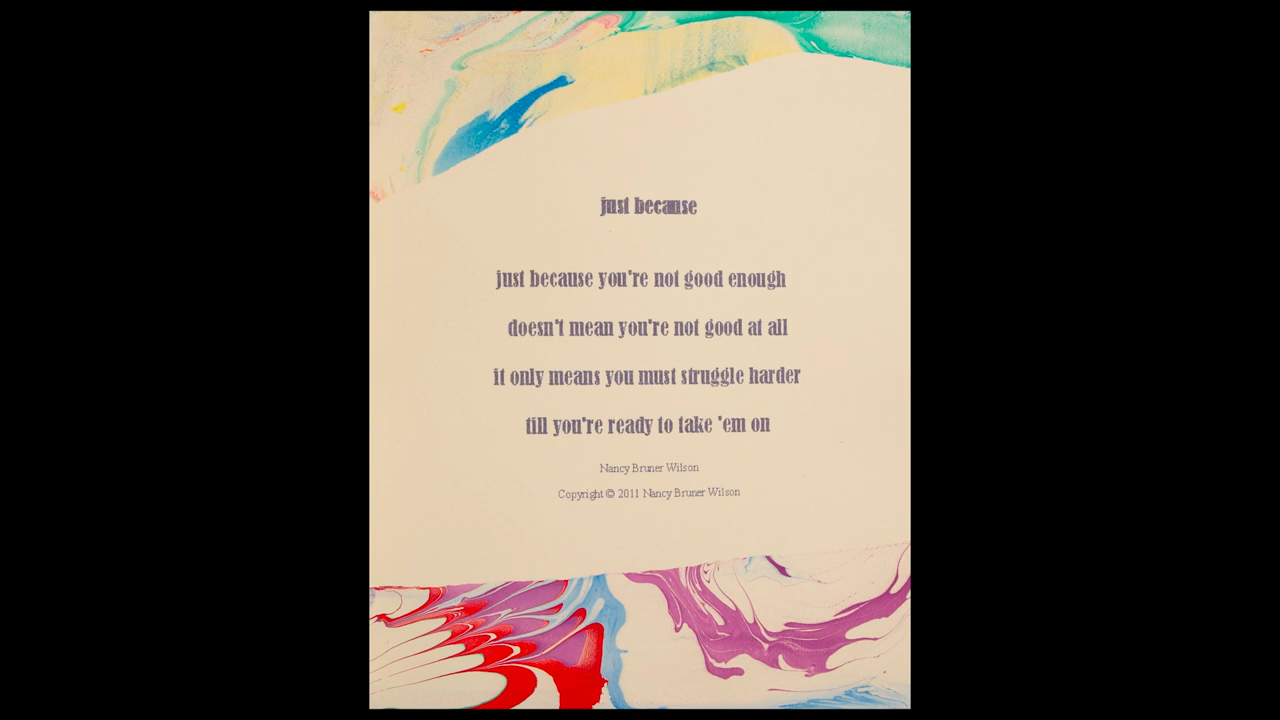 just because
just because you're not good enough
doesn't mean you're not good at all
it only means you must struggle harder
till you're ready to take 'em on
Nancy Bruner Wilson
Copyright © 2011 Nancy Bruner Wilson